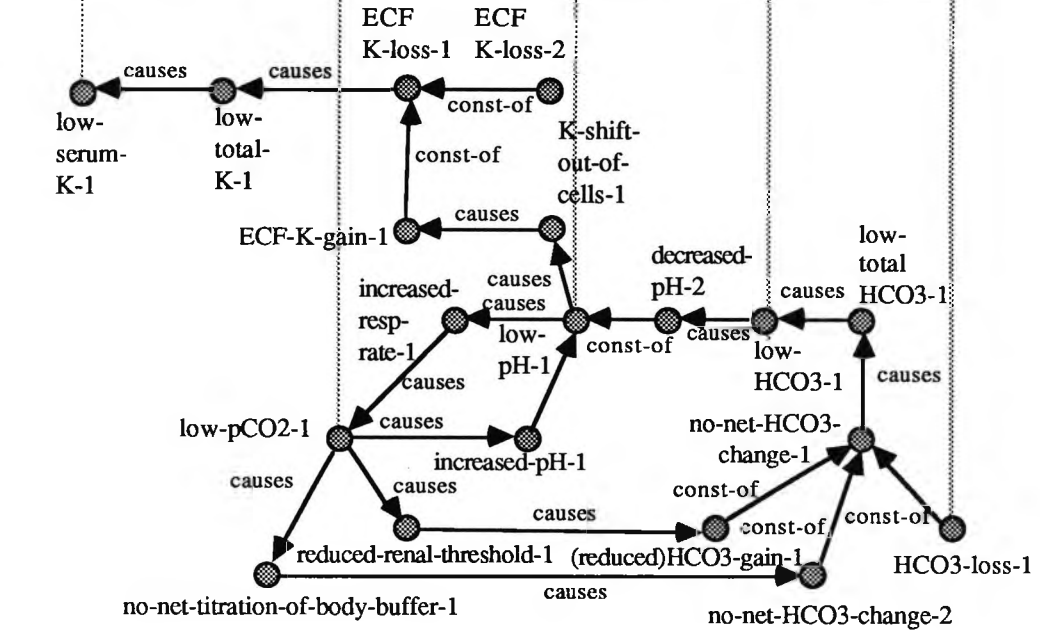 ECF
K-loss-1
ECF
K-loss-2
causes
causes
const-of
low-
serum-
K-1
low-
total-
K-1
K-shift-
out-of-
cells-1
const-of
causes
ECF-K-gain-1
low-
total
HCO3-1
decreased-
pH-2
causes
increased-
resp-
rate-1
causes
causes
low-
pH-1
const-of
causes
low-
HCO3-1
causes
causes
causes
low-pCO2-1
causes
no-net-HCO3-
change-1
increased-pH-1
causes
causes
const-of
causes
const-of
const-of
reduced-renal-threshold-1
(reduced)HCO3-gain-1
HCO3-loss-1
causes
no-net-titration-of-body-buffer-1
no-net-HCO3-change-2